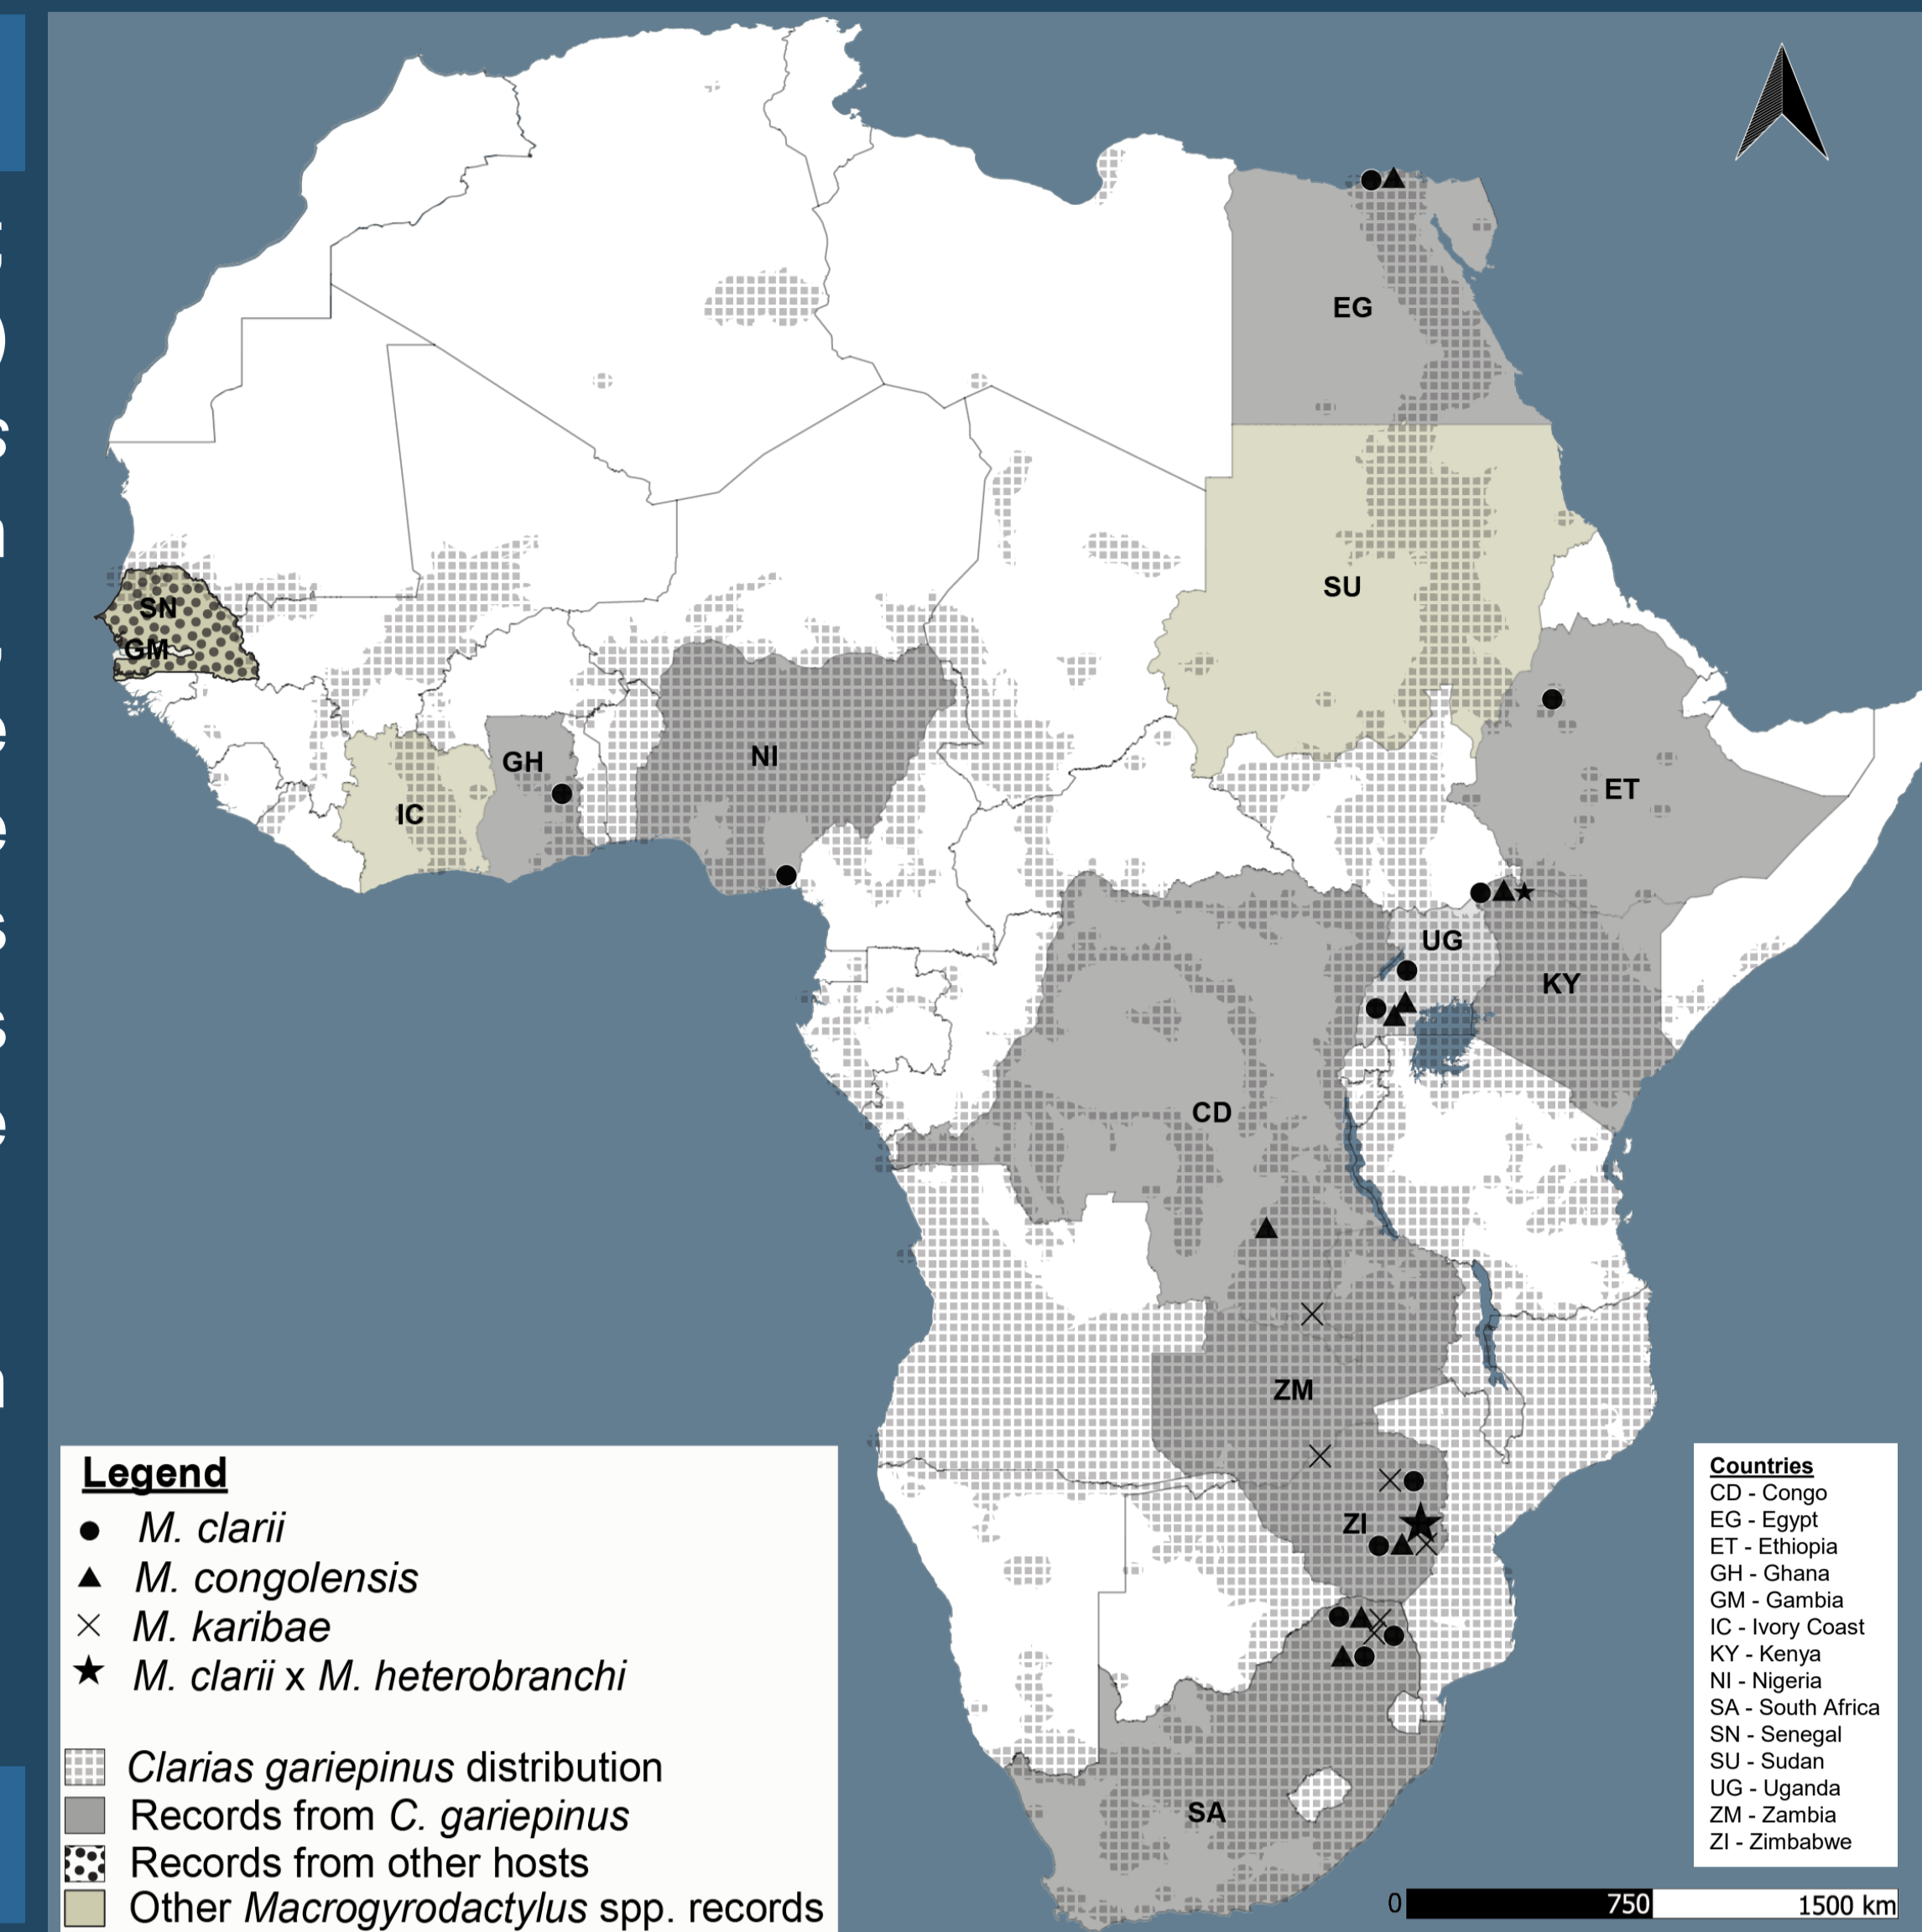 EG
SU
SN
GM
GH
NI
IC
ET
UG
KY
CD
ZM
ZI
SA
Legend
M. clarii
M. congolensis
M. karibae
M. clarii x M. heterobranchi
Clarias gariepinus distribution
Records from C. gariepinus
Records from other hosts
Other Macrogyrodactylus spp. records
Countries
CD - Congo
EG - Egypt
ET - Ethiopia
GH - Ghana
GM - Gambia
IC - Ivory Coast
KY - Kenya
NI - Nigeria
SA - South Africa
SN - Senegal
SU - Sudan
UG - Uganda
ZM - Zambia
ZI - Zimbabwe
0 750 1500 km